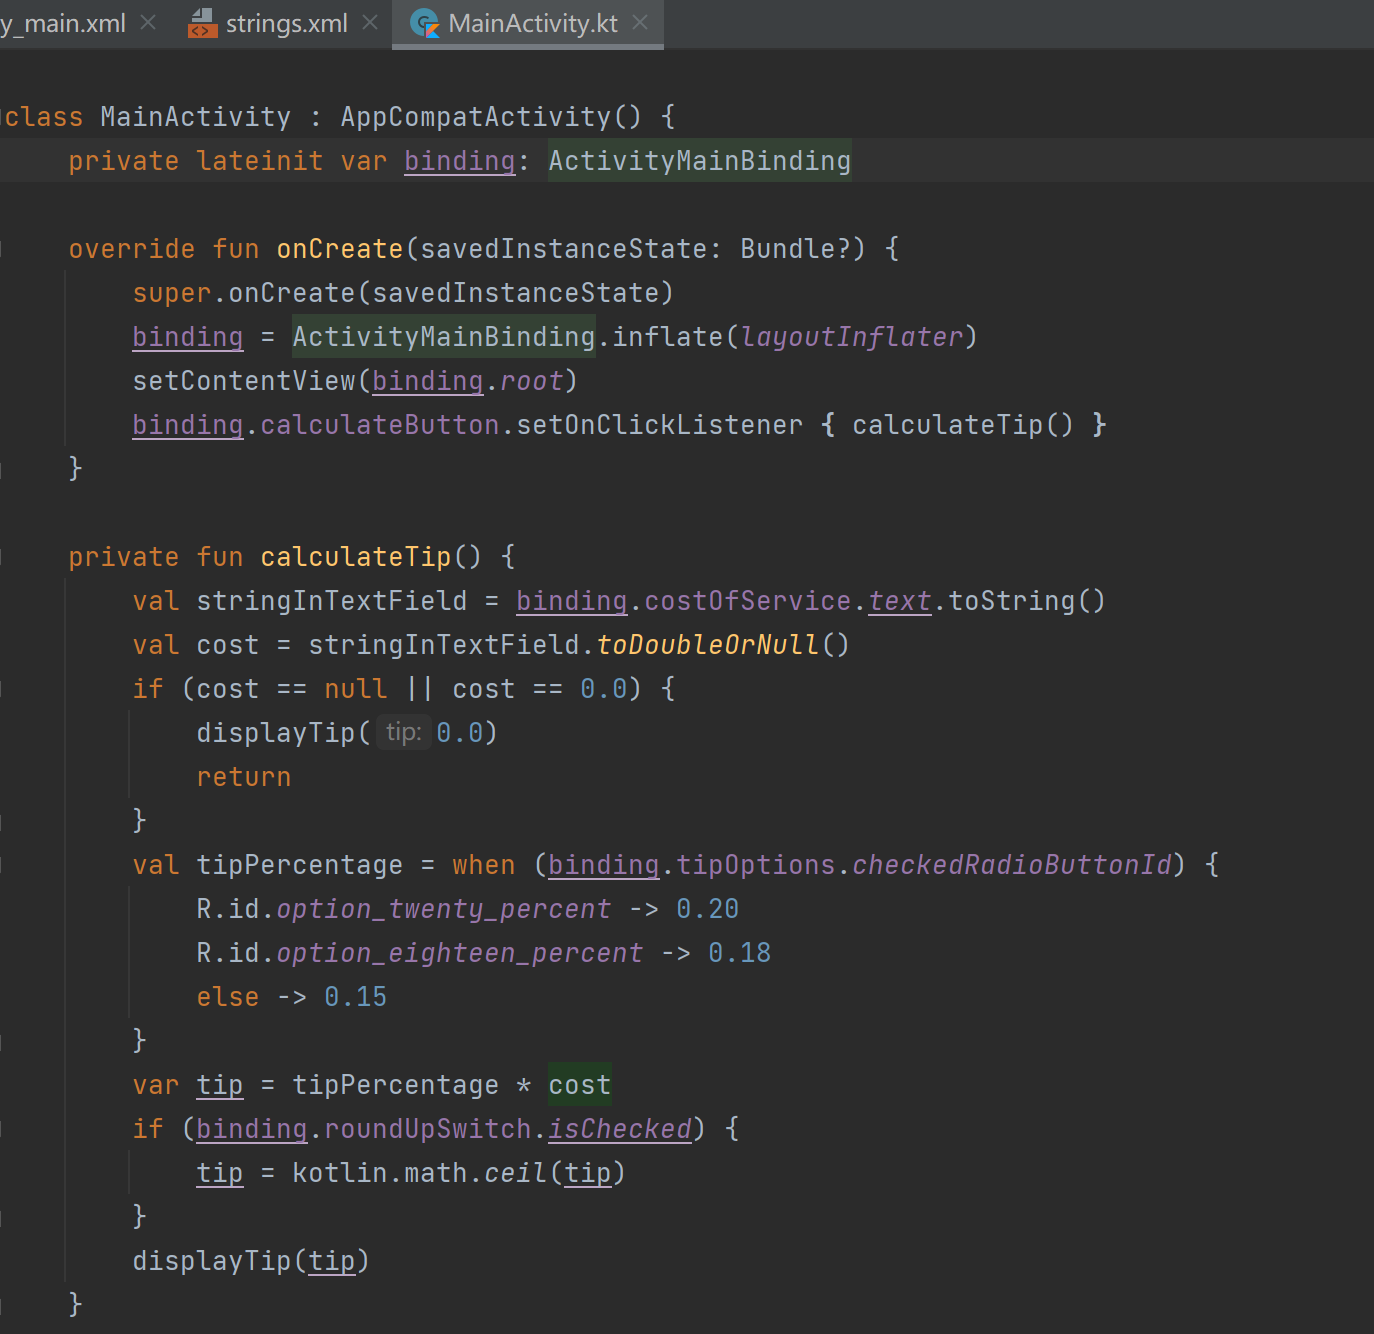 y_main.xml strings.xml MainActivity.kt
class MainActivity : AppCompatActivity() {
private lateinit var binding: ActivityMainBinding
override fun onCreate(savedInstanceState: Bundle?) {
super.onCreate(savedInstanceState)
binding = ActivityMainBinding.inflate(layoutInflater)
setContentView(binding.root)
binding.calculateButton.setOnClickListener { calculateTip() }
}
private fun calculateTip() {
val stringInTextField = binding.costOfService.text.toString()
val cost = stringInTextField.toDoubleOrNull()
if (cost == null || cost == 0.0) {
displayTip( tip: 0.0)
return
}
val tipPercentage = when (binding.tipOptions.checkedRadioButtonId) {
R.id.option_twenty_percent -> 0.20
R.id.option_eighteen_percent -> 0.18
else -> 0.15
}
var tip = tipPercentage * cost
if (binding.roundUpSwitch.isChecked) {
tip = kotlin.math.ceil(tip)
}
displayTip(tip)
}